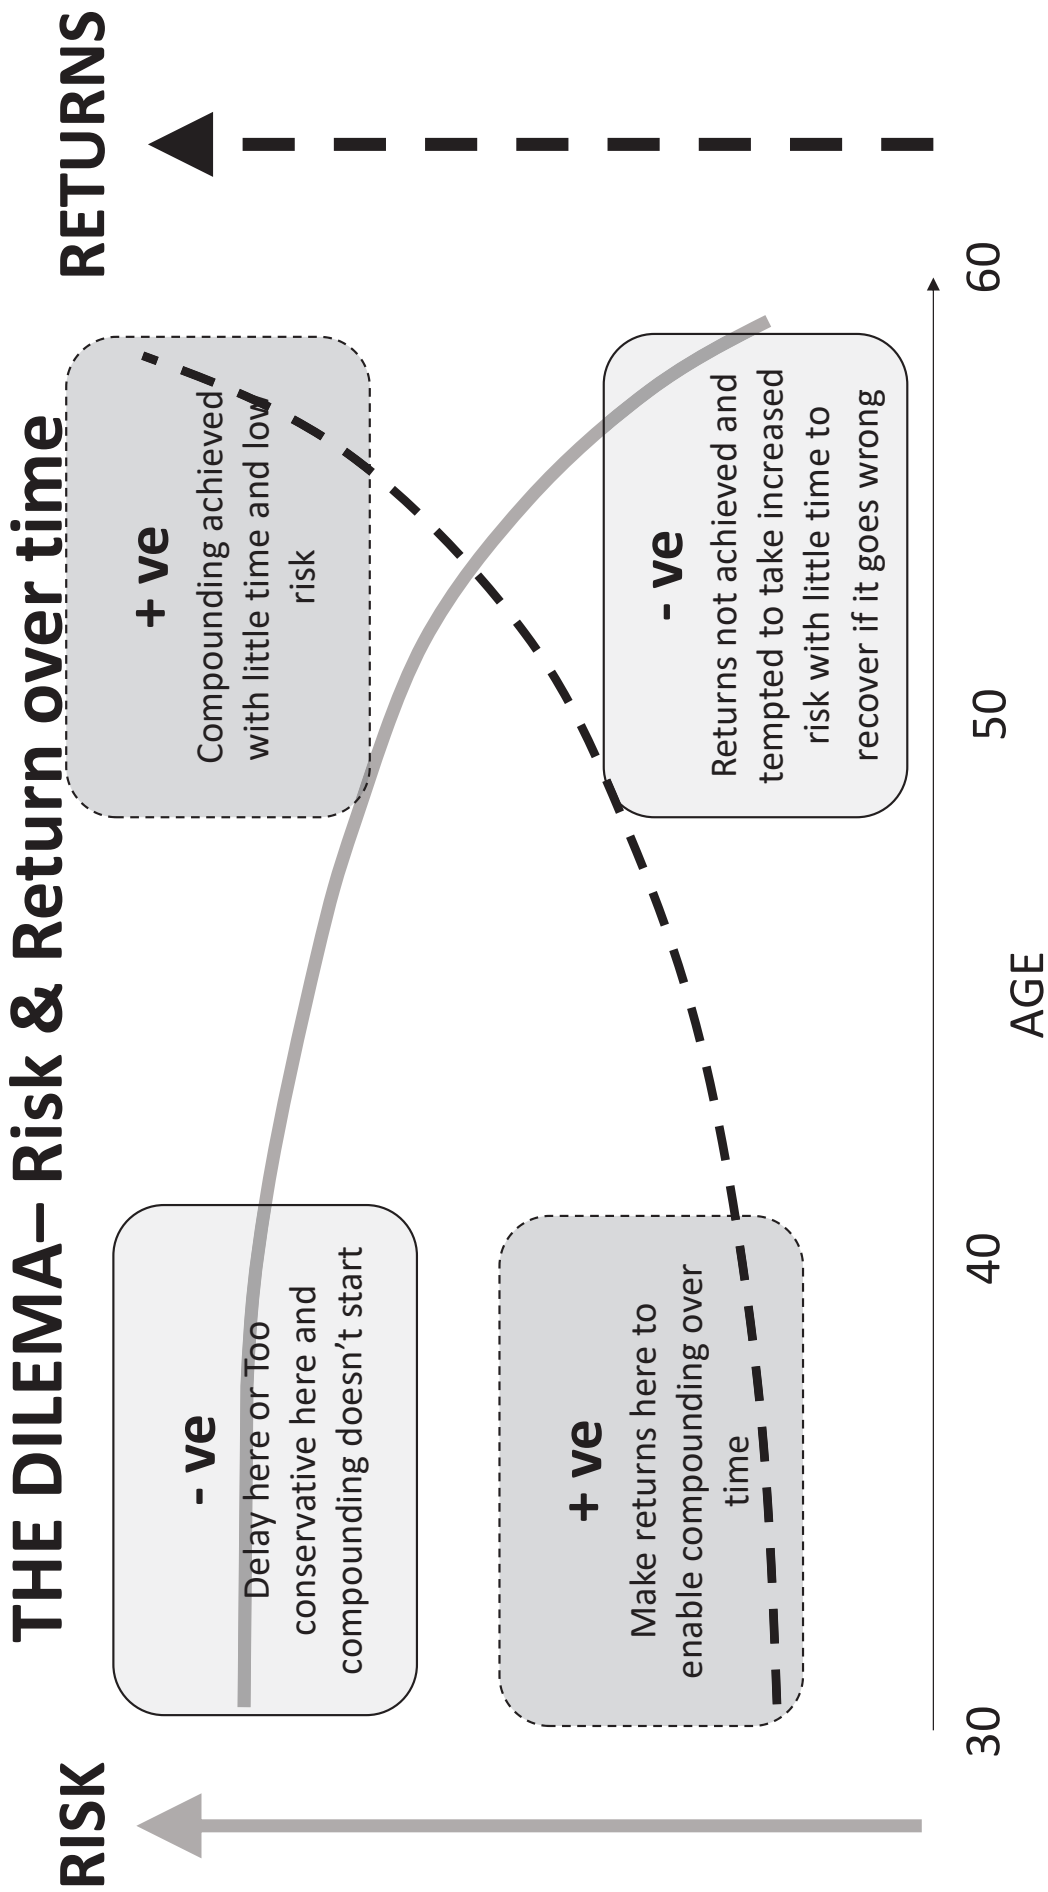 THE DILEMA– Risk & Return over time
RISK
RETURNS
- ve
Delay here or Too
conservative here and
compounding doesn't start
+ ve
Compounding achieved
with little time and low
risk
+ ve
Make returns here to
enable compounding over
time
- ve
Returns not achieved and
tempted to take increased
risk with little time to
recover if it goes wrong
30
40
50
60
AGE